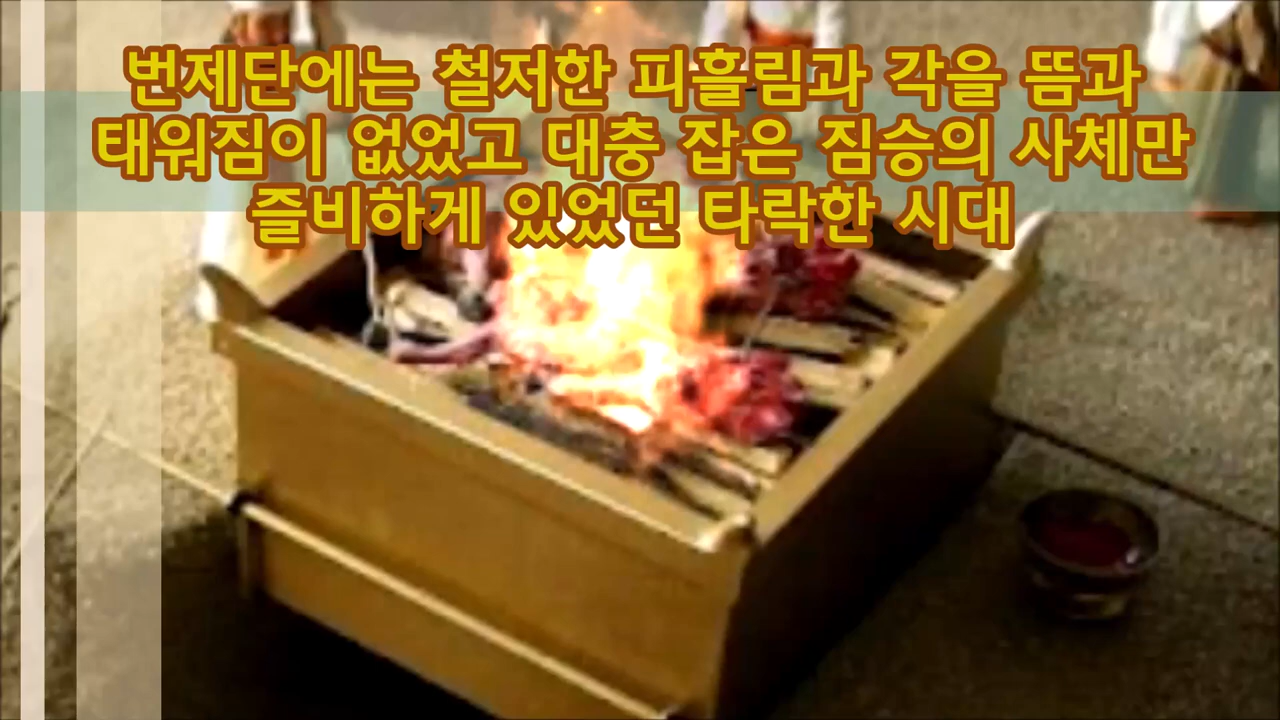 번제단에는 철저한 피흘림과 각을 뜸과
태워짐이 없었고 대충 잡은 짐승의 사체만
즐비하게 있었던 타락한 시대